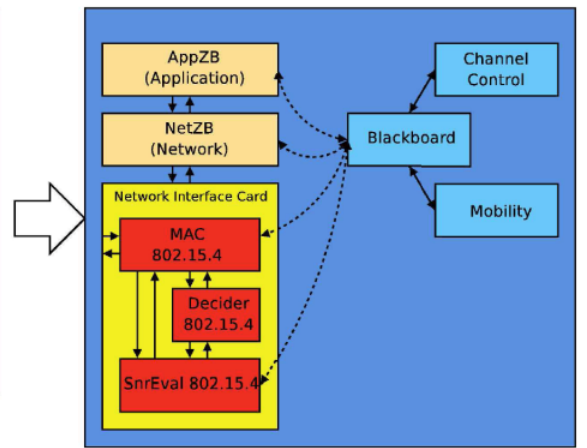 AppZB
(Application)
NetZB
(Network)
Network Interface Card
MAC
802.15.4
Decider
802.15.4
SnrEval 802.15.4
Blackboard
Channel
Control
Mobility